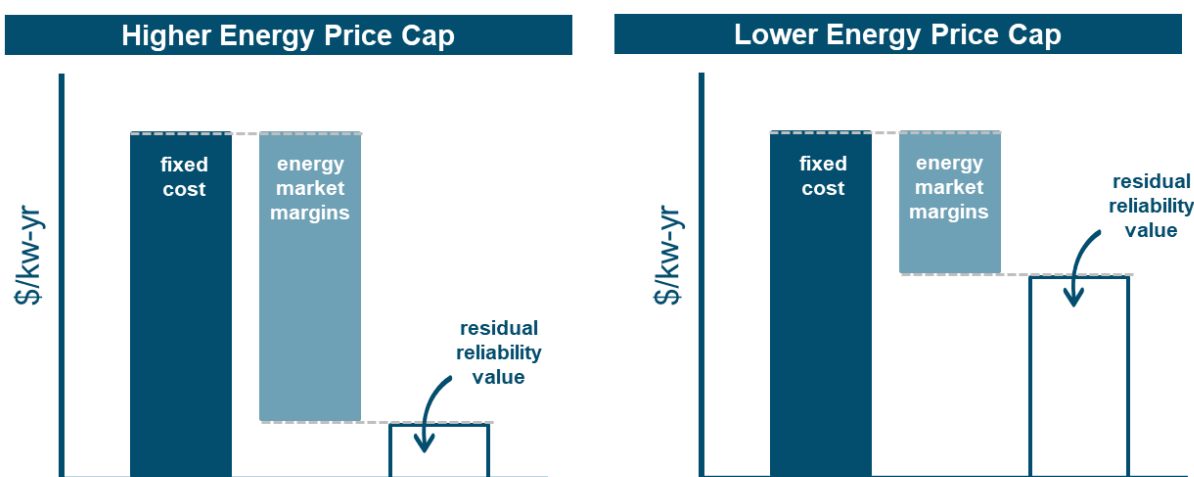 Higher Energy Price Cap
$/kw-yr
fixed
cost
energy
market
margins
residual
reliability
value
Lower Energy Price Cap
$/kw-yr
fixed
cost
energy
market
margins
residual
reliability
value